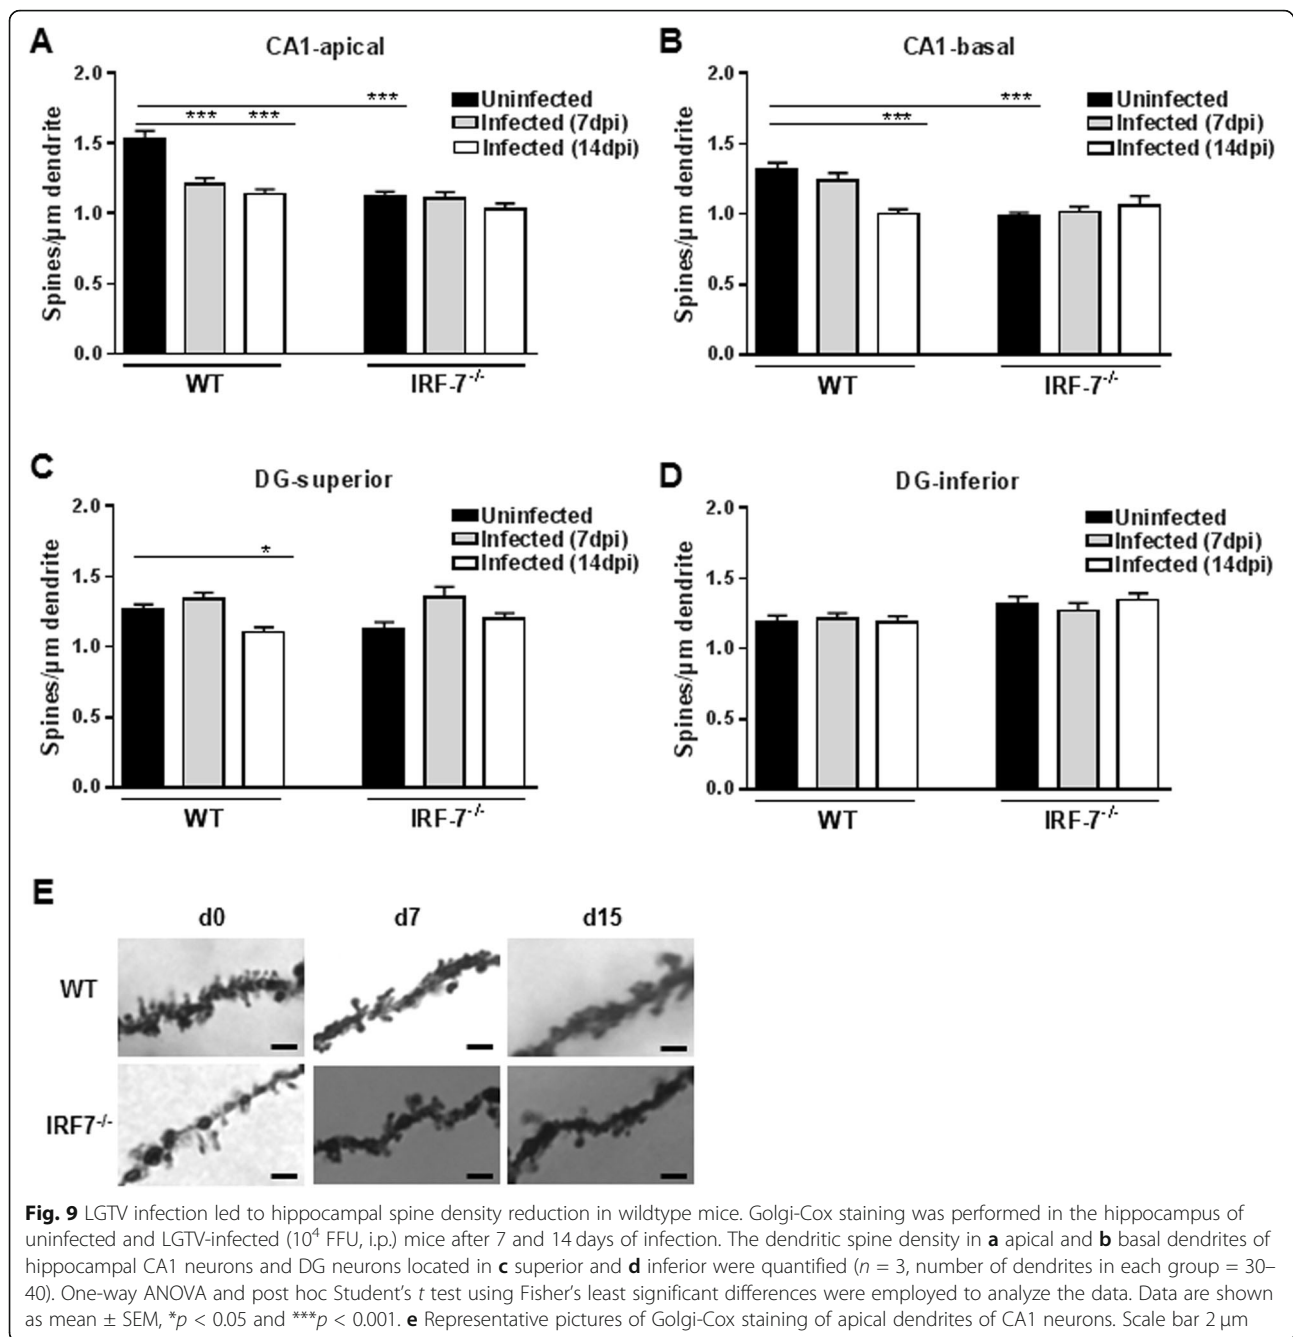 A
CA1-apical
2.0
1.5
1.0
0.5
0.0
Spines/µm dendrite
***
***
***
Uninfected
Infected (7dpi)
Infected (14dpi)
WT
IRF-7-/-
B
CA1-basal
2.0
1.5
1.0
0.5
0.0
Spines/µm dendrite
***
***
Uninfected
Infected (7dpi)
Infected (14dpi)
WT
IRF-7-/-
C
DG-superior
2.0
1.5
1.0
0.5
0.0
Spines/µm dendrite
*
Uninfected
Infected (7dpi)
Infected (14dpi)
WT
IRF-7-/-
D
DG-inferior
2.0
1.5
1.0
0.5
0.0
Spines/µm dendrite
Uninfected
Infected (7dpi)
Infected (14dpi)
WT
IRF-7-/-
E
d0 d7 d15
WT
IRF7-/-
Fig. 9 LGTV infection led to hippocampal spine density reduction in wildtype mice. Golgi-Cox staining was performed in the hippocampus of
uninfected and LGTV-infected (10⁴ FFU, i.p.) mice after 7 and 14 days of infection. The dendritic spine density in a apical and b basal dendrites of
hippocampal CA1 neurons and DG neurons located in c superior and d inferior were quantified (n = 3, number of dendrites in each group = 30–
40). One-way ANOVA and post hoc Student's t test using Fisher's least significant differences were employed to analyze the data. Data are shown
as mean ± SEM, *p < 0.05 and ***p < 0.001. e Representative pictures of Golgi-Cox staining of apical dendrites of CA1 neurons. Scale bar 2 µm